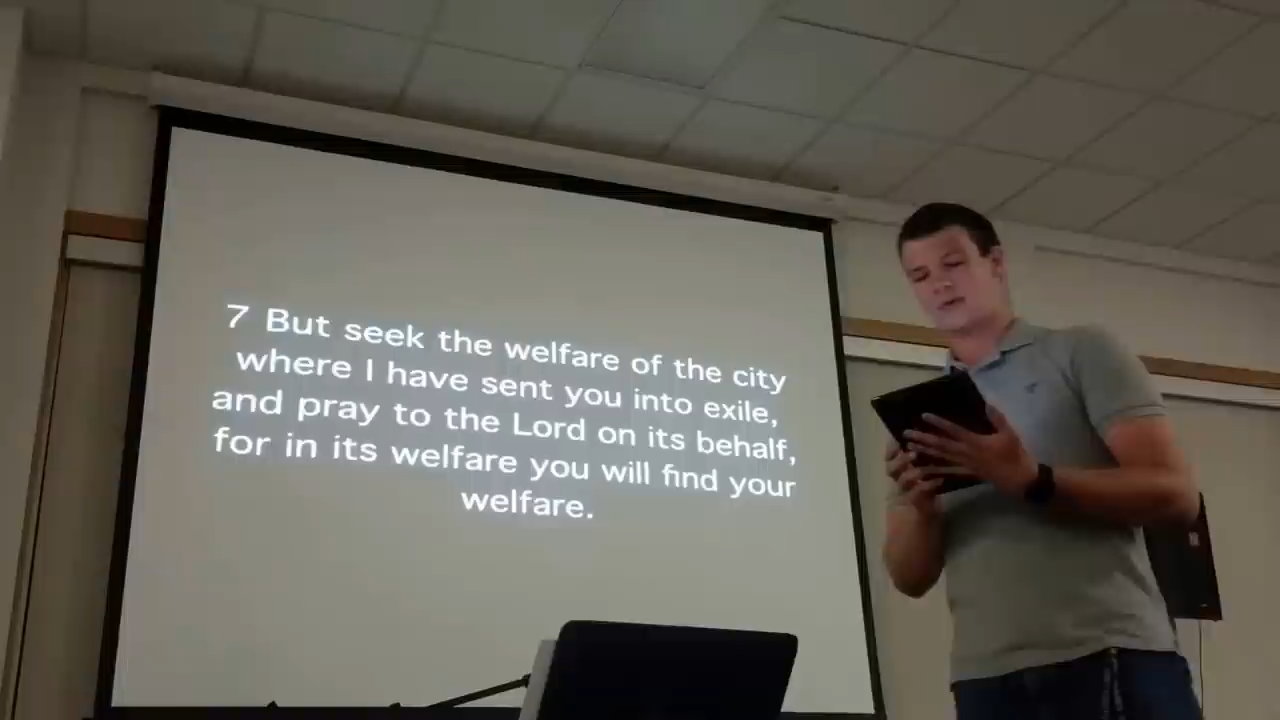 7 But seek the welfare of the city
where I have sent you into exile,
and pray to the Lord on its behalf,
for in its welfare you will find your
welfare.